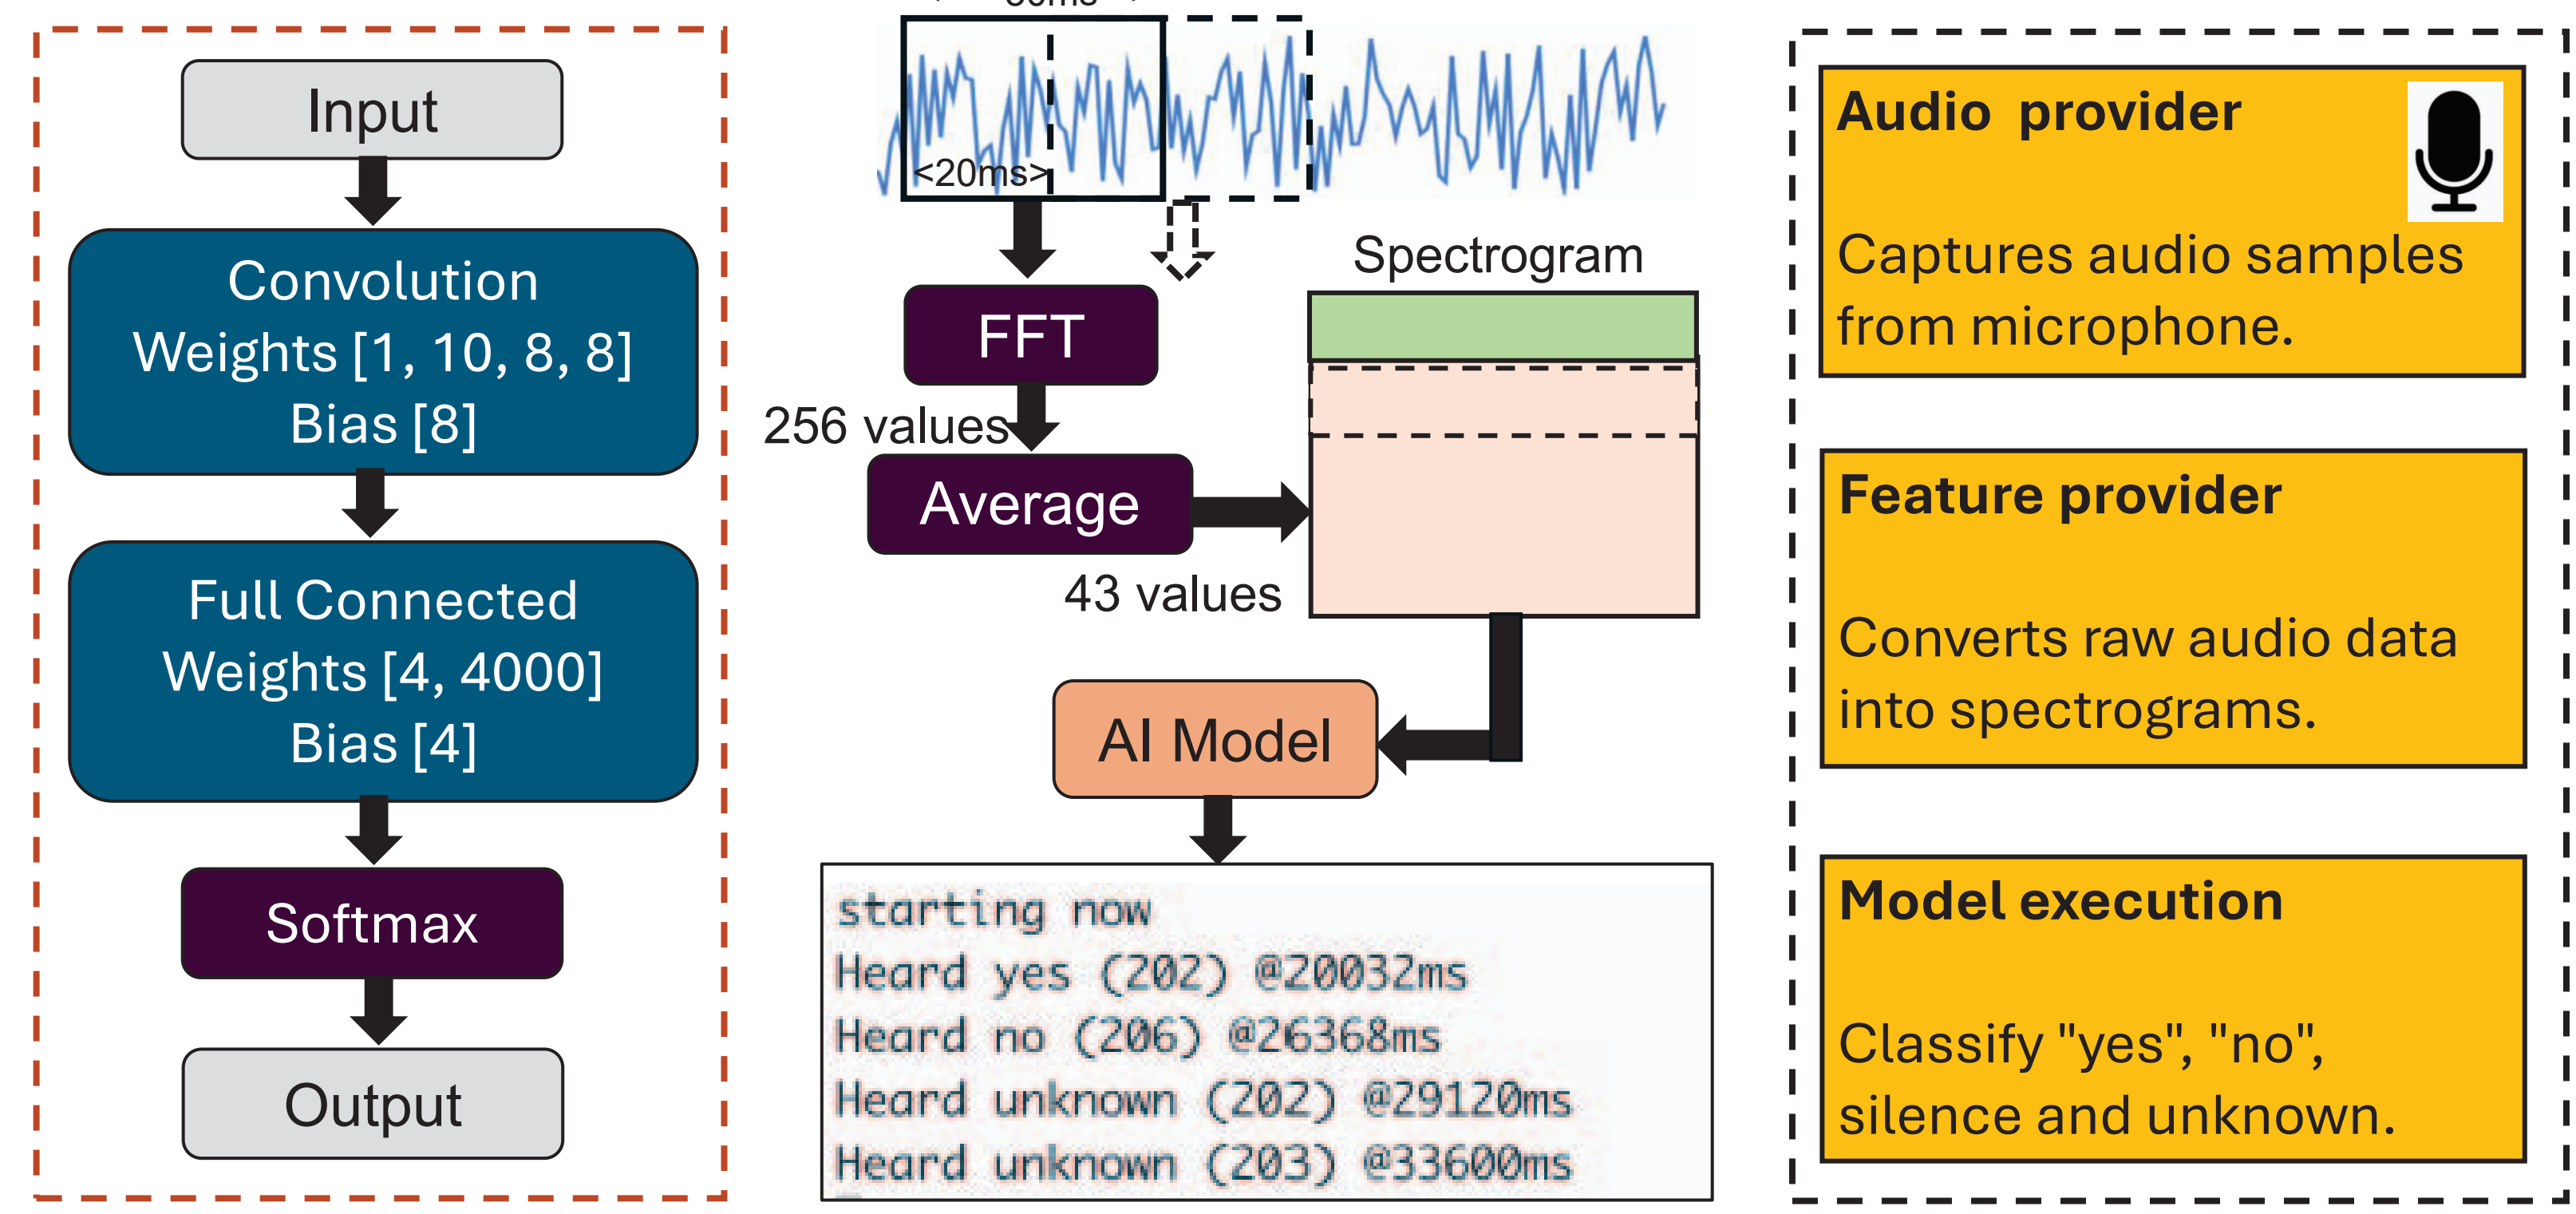 Input
Convolution
Weights [1, 10, 8, 8]
Bias [8]
Full Connected
Weights [4, 4000]
Bias [4]
Softmax
Output
<20ms>
FFT
256 values
Average
43 values
Spectrogram
AI Model
starting now
Heard yes (202) @20032ms
Heard no (206) @26368ms
Heard unknown (202) @29120ms
Heard unknown (203) @33600ms
Audio provider
Captures audio samples
from microphone.
Feature provider
Converts raw audio data
into spectrograms.
Model execution
Classify "yes", "no",
silence and unknown.